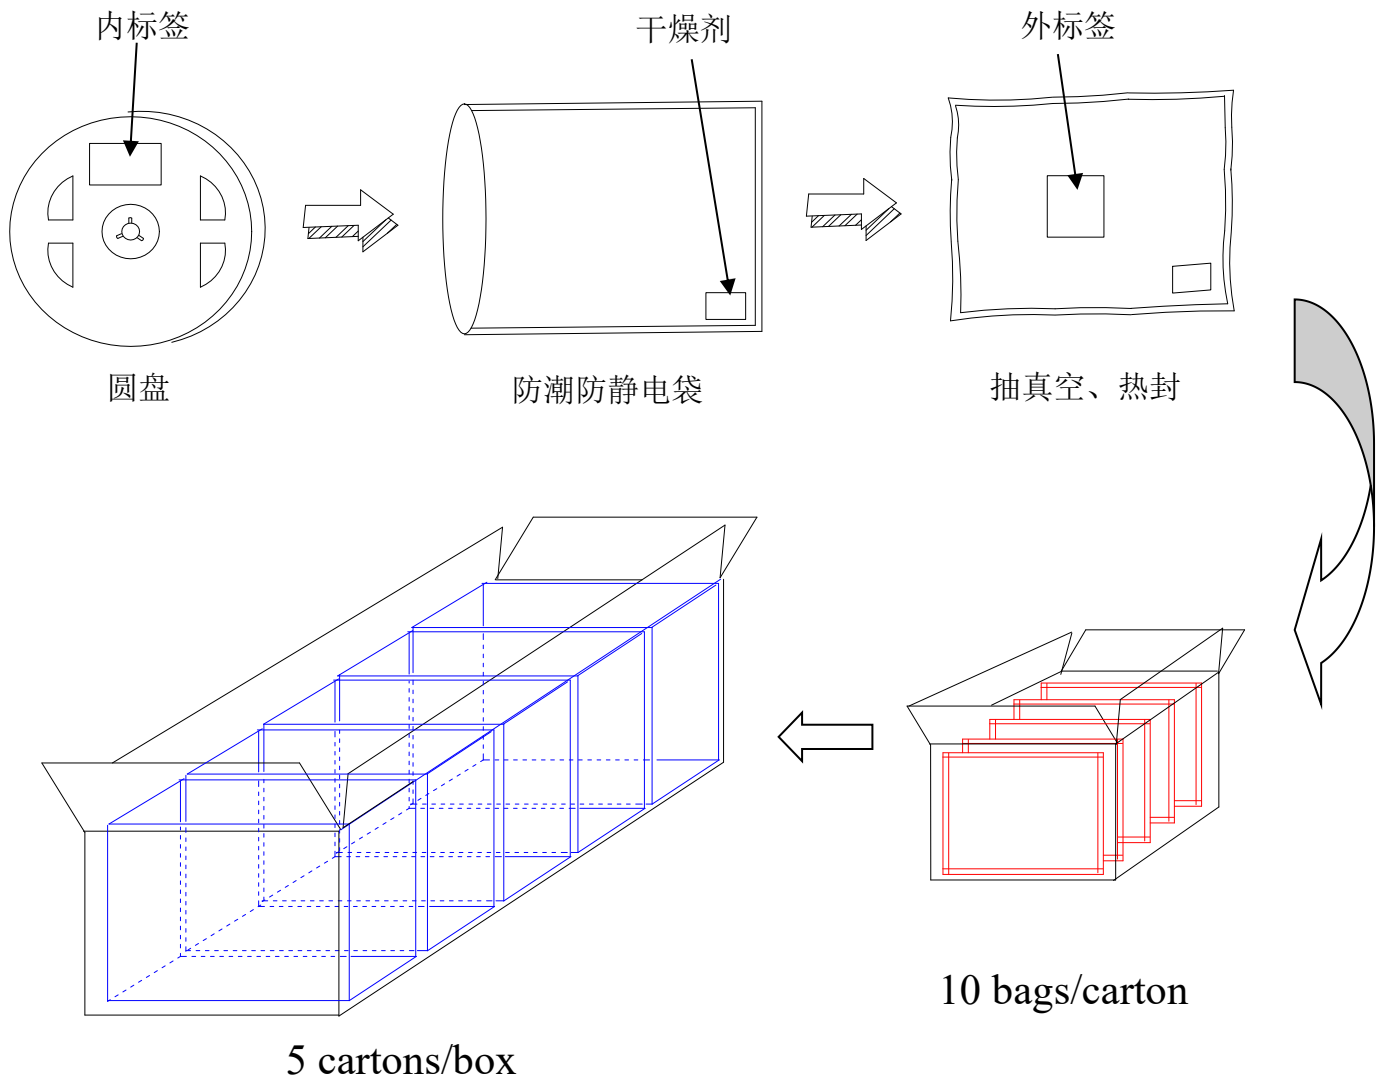 内标签
干燥剂
外标签
圆盘
防潮防静电袋
抽真空、热封
10 bags/carton
5 cartons/box